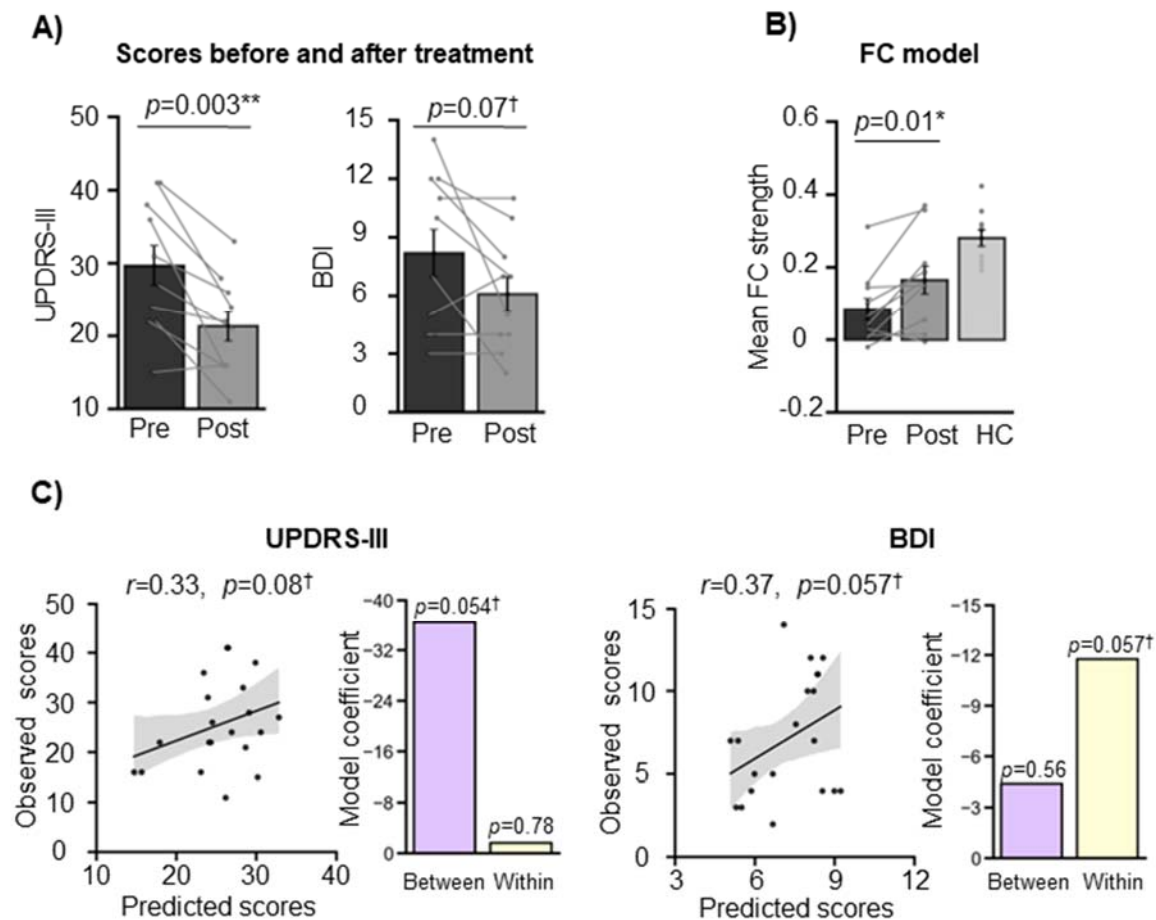 A)
Scores before and after treatment
p=0.003**
UPDRS-III
50
40
30
20
10
Pre Post
p=0.07†
BDI
15
12
9
6
3
0
Pre Post
B)
FC model
p=0.01*
Mean FC strength
0.6
0.4
0.2
0
-0.2
Pre Post HC
C)
UPDRS-III
r=0.33, p=0.08†
Observed scores
50
40
30
20
10
0
10 20 30 40
Predicted scores
Model coefficient
−40
−32
−24
−16
−8
0
p=0.054†
p=0.78
Between Within
BDI
r=0.37, p=0.057†
Observed scores
15
10
5
0
3 6 9 12
Predicted scores
Model coefficient
−15
−12
−9
−6
−3
0
p=0.56
p=0.057†
Between Within